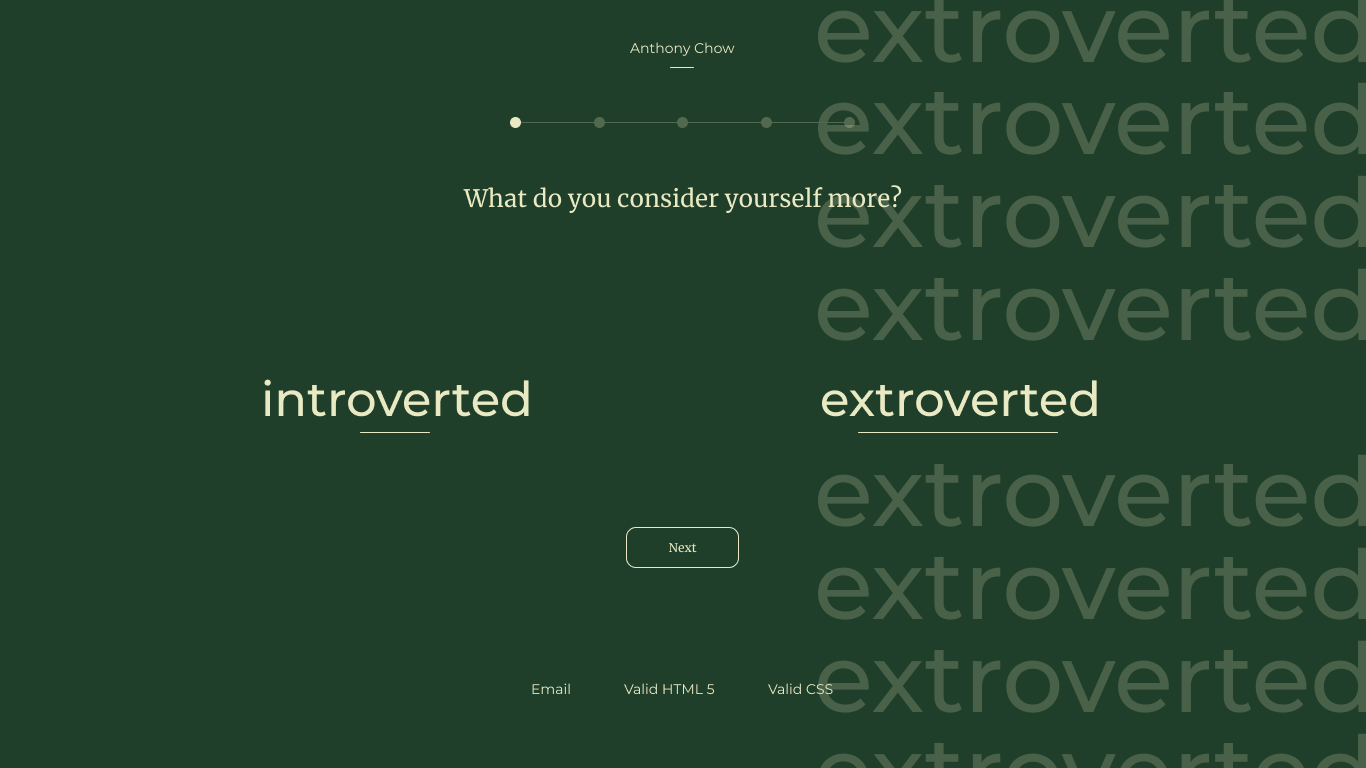 extroverted
Anthony Chow
extroverted
What do you consider yourself more?
extroverted
extroverted
introverted
extroverted
extroverted
Next
extroverted
Email
Valid HTML 5
Valid CSS
extroverted
extroverted